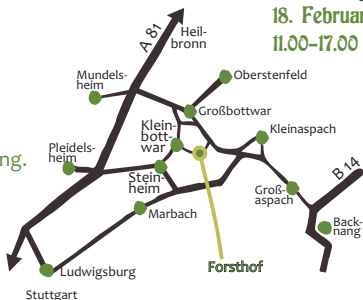 18. Februar
11.00-17.00
A 81
Heil-
bronn
Mundels-
heim
Oberstenfeld
Großbottwar
Klein-
bott-
war
Kleinaspach
ng.
Pleidels-
heim
Stein-
heim
Groß-
aspach
B 14
Marbach
Back-
nang
Forsthof
Ludwigsburg
Stuttgart